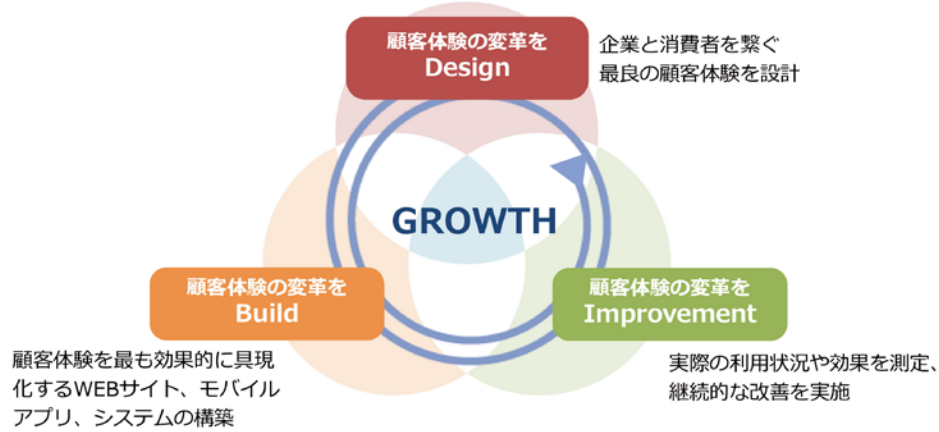 顧客体験の変革を
Design
企業と消費者を繋ぐ
最良の顧客体験を設計
GROWTH
顧客体験の変革を
Build
顧客体験を最も効果的に具現
化するWEBサイト、モバイル
アプリ、システムの構築
顧客体験の変革を
Improvement
実際の利用状況や効果を測定、
継続的な改善を実施